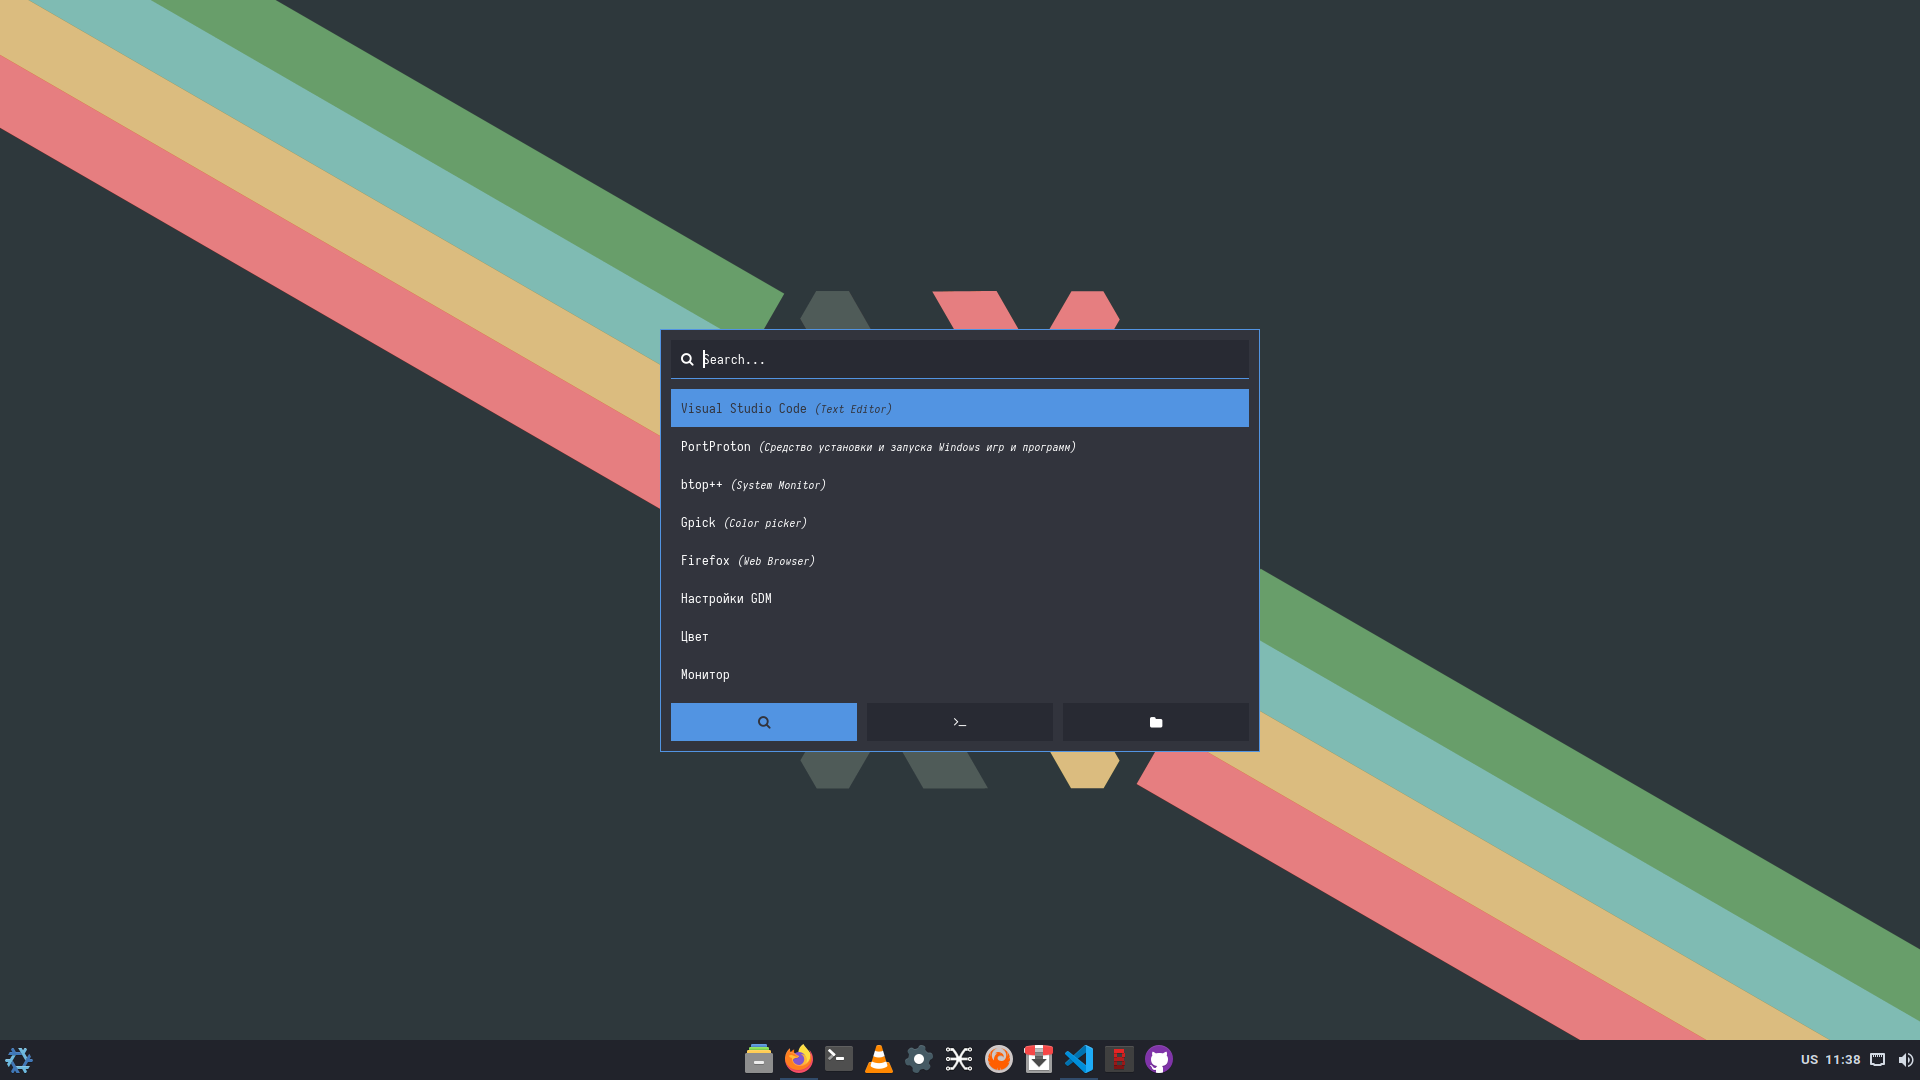 Search...
Visual Studio Code (Text Editor)
PortProton (Средство установки и запуска Windows игр и программ)
btop++ (System Monitor)
Gpick (Color picker)
Firefox (Web Browser)
Настройки GDM
Цвет
Монитор
US 11:38